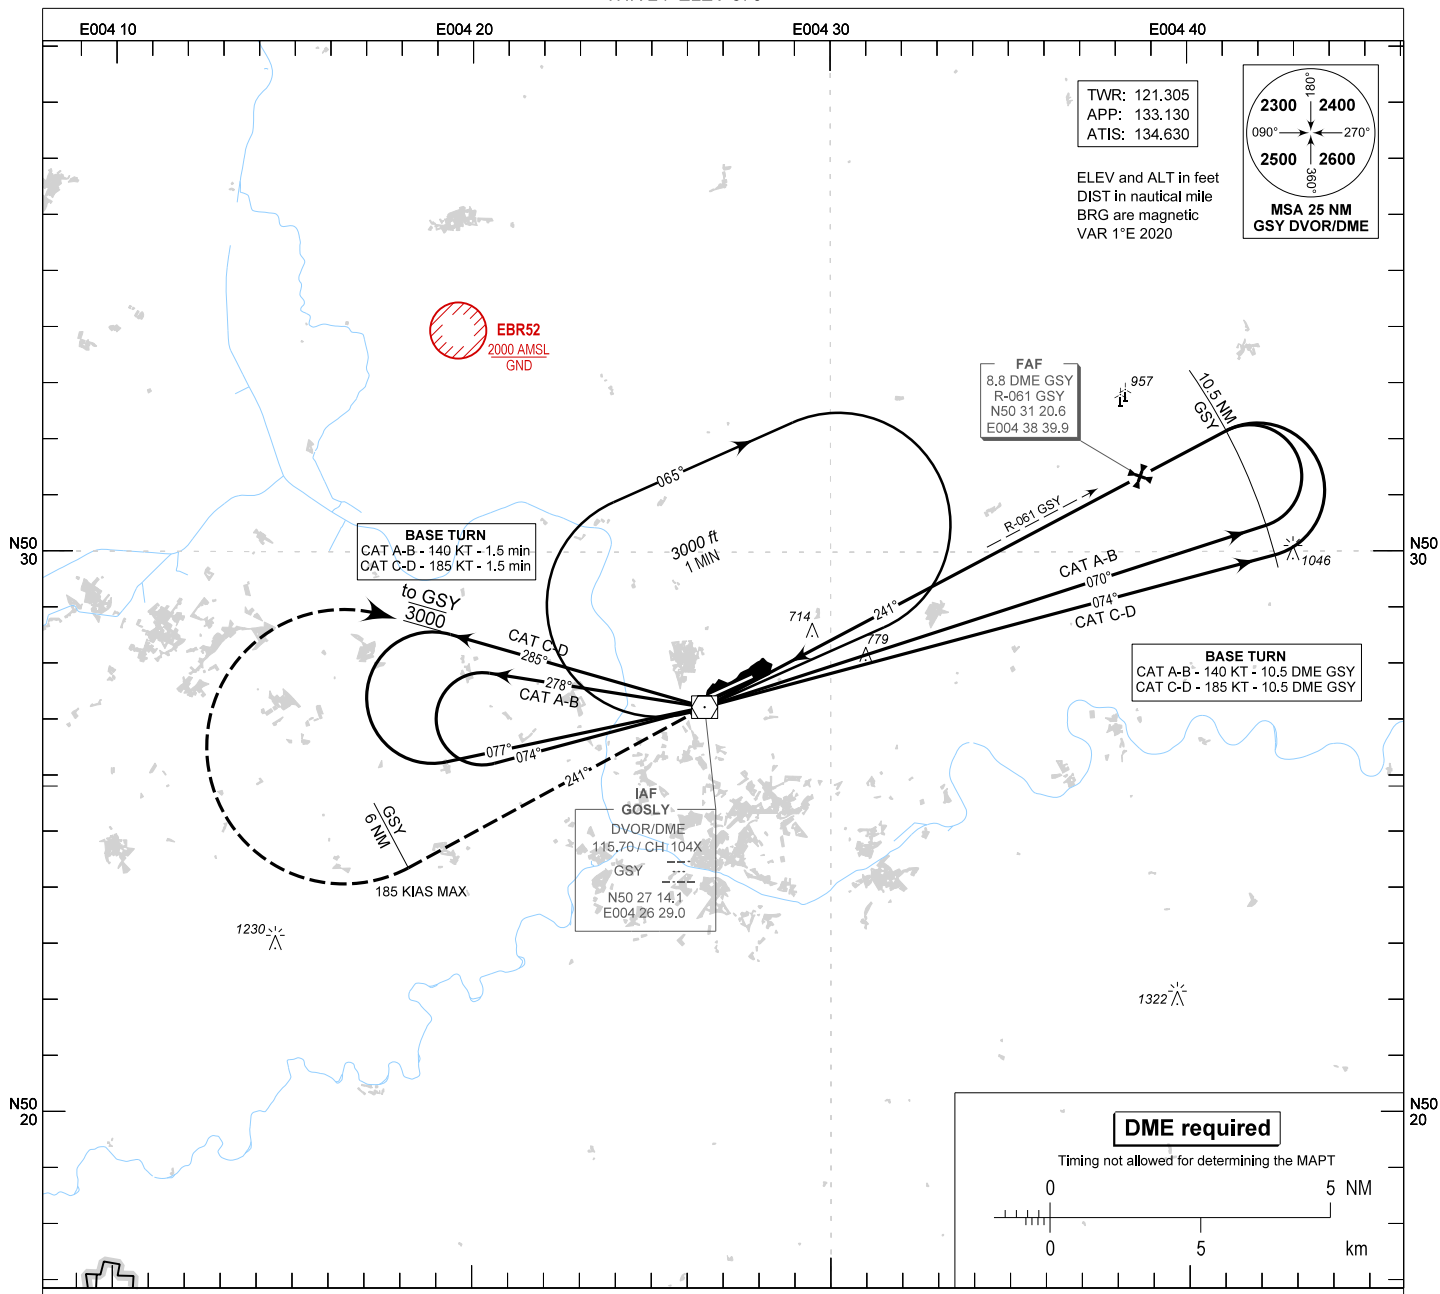 E004 10
E004 20
E004 30
E004 40
TWR: 121.305
APP: 133.130
ATIS: 134.630
180°
2300
2400
090°
270°
2500
2600
360°
MSA 25 NM
GSY DVOR/DME
ELEV and ALT in feet
DIST in nautical mile
BRG are magnetic
VAR 1°E 2020
EBR52
2000 AMSL
GND
FAF
8.8 DME GSY
R-061 GSY
N50 31 20.6
E004 38 39.9
957
10.5 NM
GSY
065°
R-061 GSY
N50
30
N50
30
BASE TURN
CAT A-B - 140 KT - 1.5 min
CAT C-D - 185 KT - 1.5 min
3000 ft
1 MIN
1046
CAT A-B
070°
074°
CAT C-D
to GSY
3000
241°
714
779
CAT C-D
285°
278°
CAT A-B
BASE TURN
CAT A-B - 140 KT - 10.5 DME GSY
CAT C-D - 185 KT - 10.5 DME GSY
077°
074°
241°
GSY
6 NM
185 KIAS MAX
IAF
GOSLY
DVOR/DME
115.70 / CH 104X
GSY
N50 27 14.1
E004 26 29.0
1230
1322
N50
20
N50
20
DME required
Timing not allowed for determining the MAPT
0
5
NM
0
5
km